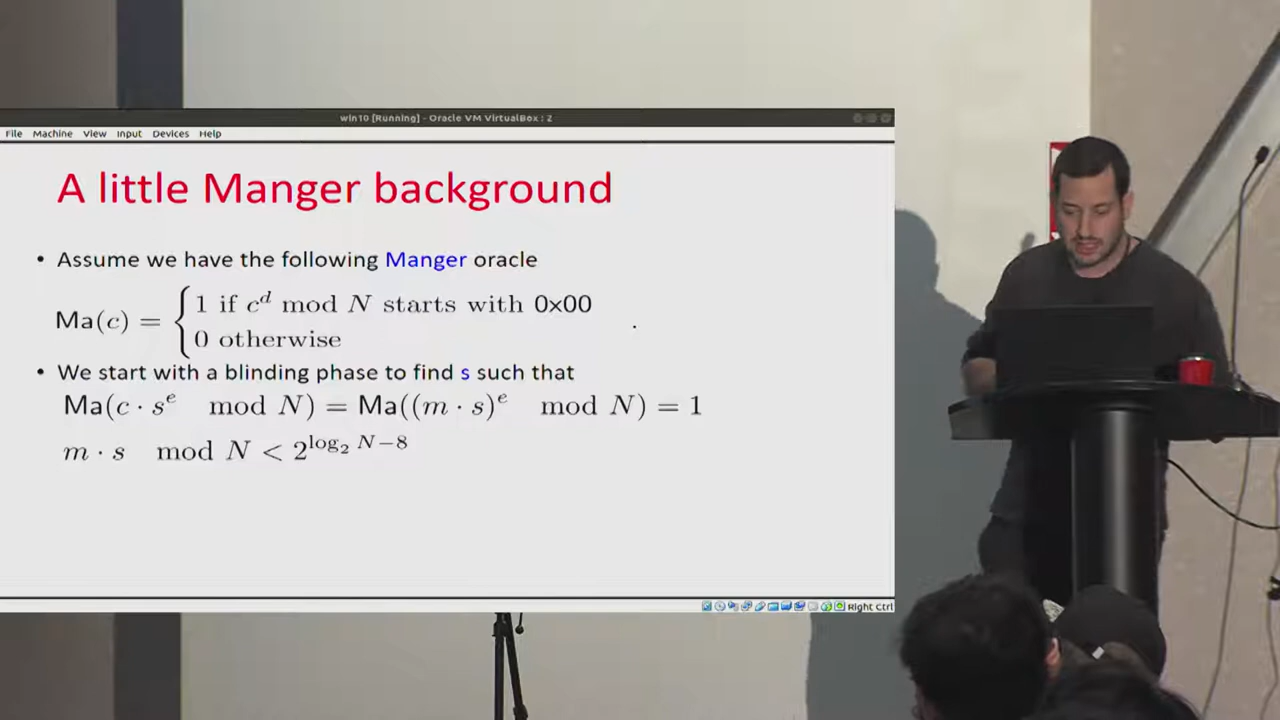 win10 [Running] - Oracle VM VirtualBox : 2
File Machine View Input Devices Help
A little Manger background
• Assume we have the following Manger oracle
Ma(c) = { 1 if c^d mod N starts with 0x00
0 otherwise
.
• We start with a blinding phase to find s such that
Ma(c · s^e mod N) = Ma((m · s)^e mod N) = 1
m · s mod N < 2^{log_2 N−8}
Right Ctrl